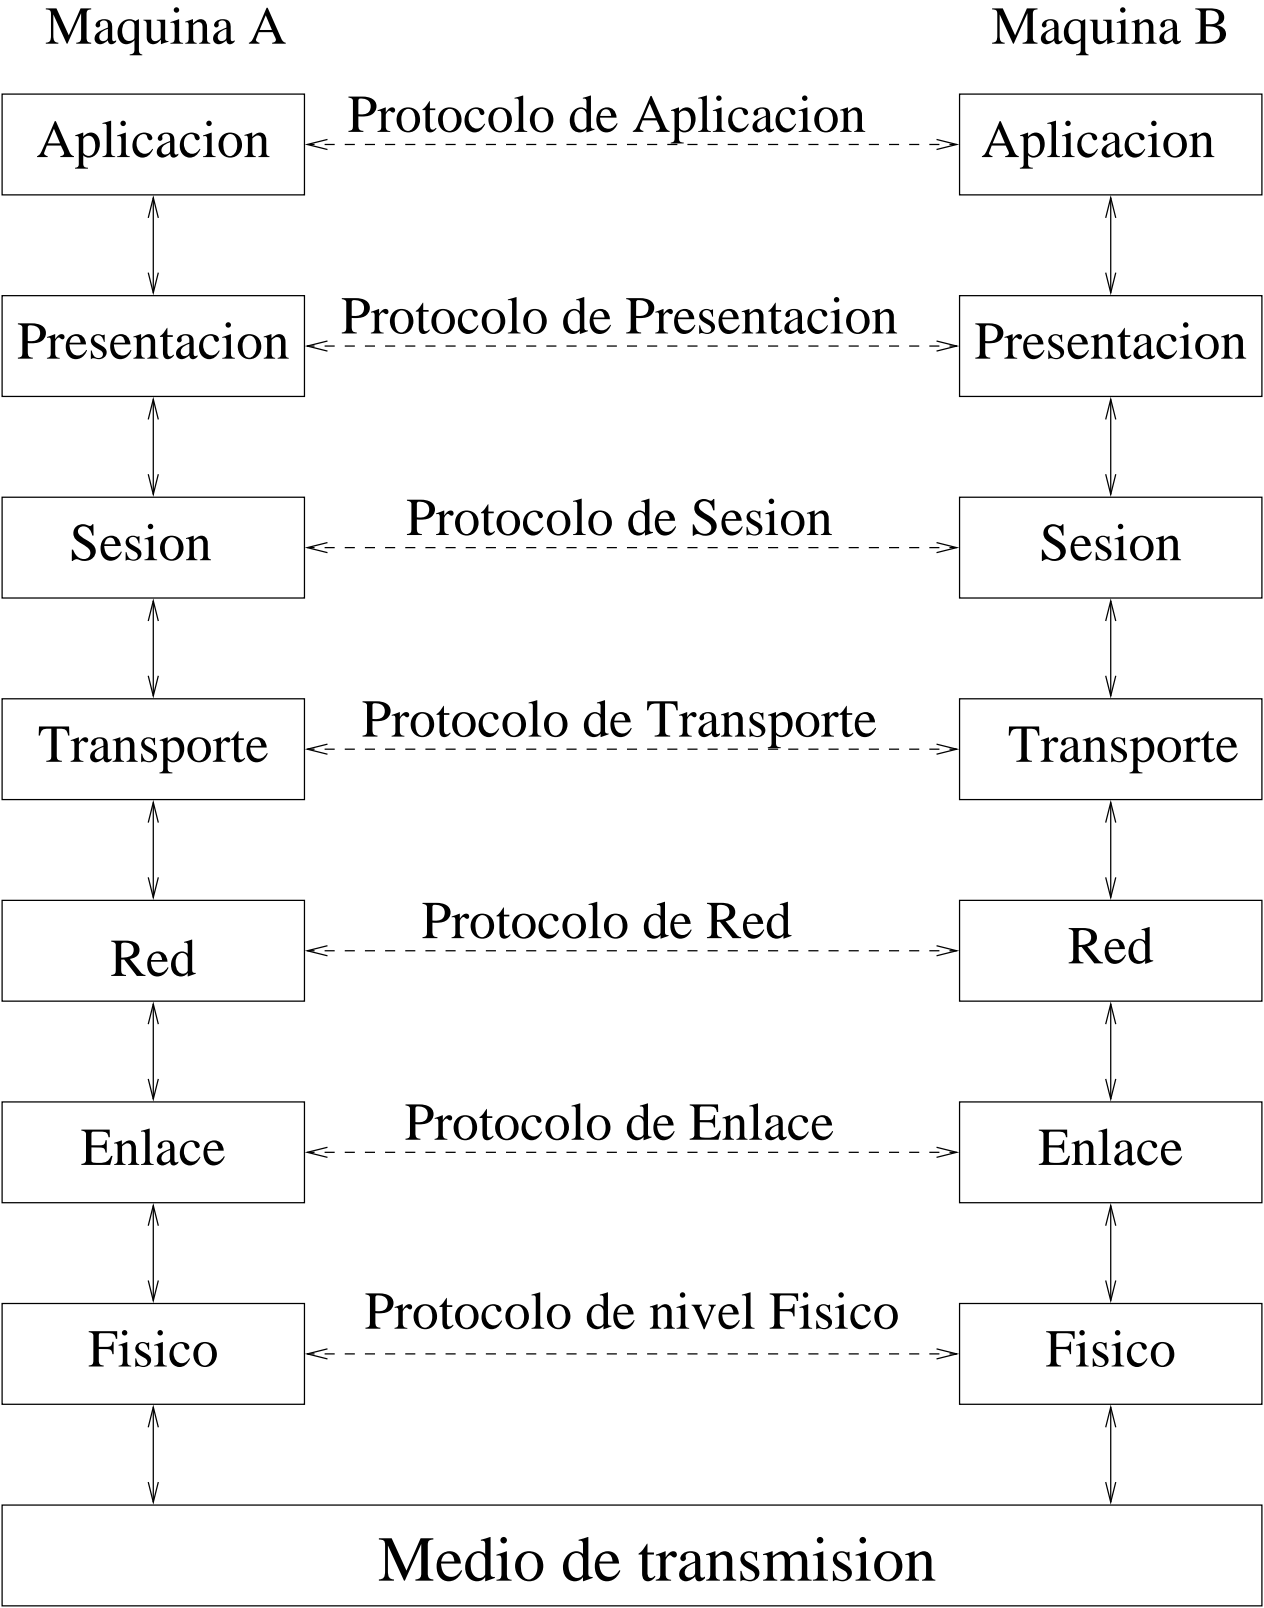 Maquina A
Maquina B
Aplicacion
Protocolo de Aplicacion
Aplicacion
Presentacion
Protocolo de Presentacion
Presentacion
Sesion
Protocolo de Sesion
Sesion
Transporte
Protocolo de Transporte
Transporte
Red
Protocolo de Red
Red
Enlace
Protocolo de Enlace
Enlace
Fisico
Protocolo de nivel Fisico
Fisico
Medio de transmision